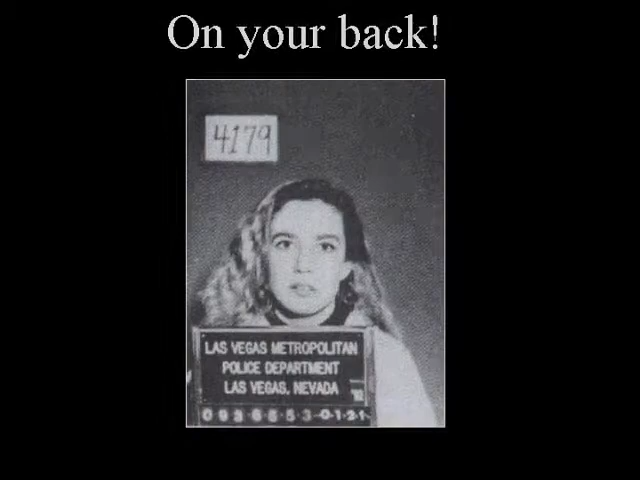 On your back!
4179
LAS VEGAS METROPOLITAN
POLICE DEPARTMENT
LAS VEGAS, NEVADA